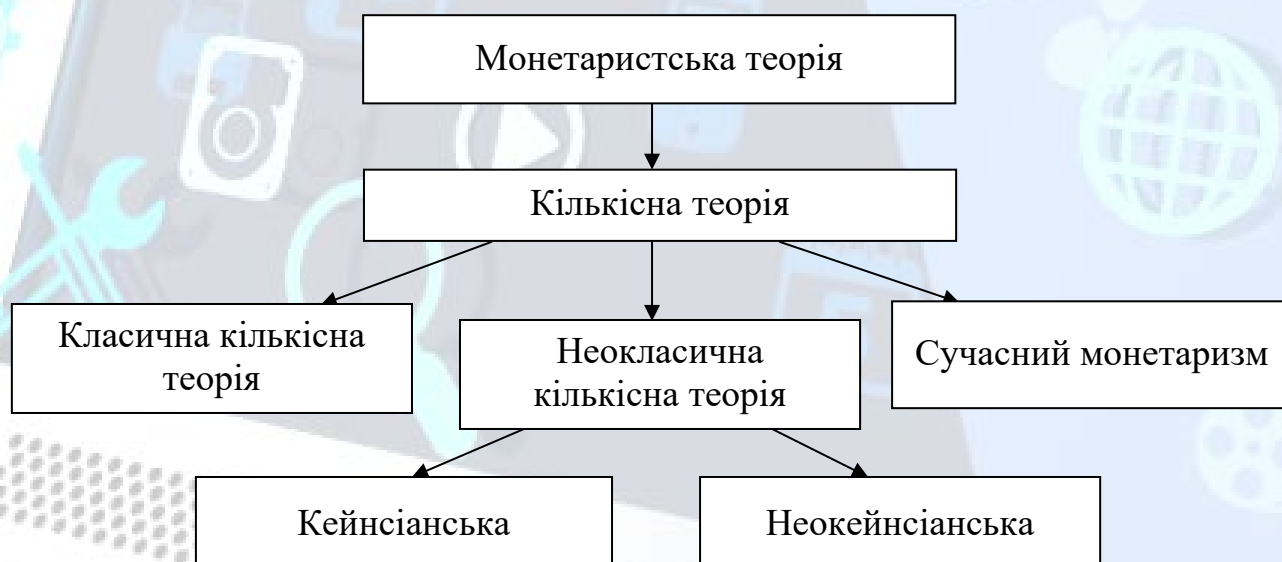 Монетаристська теорія
Кількісна теорія
Класична кількісна
теорія
Неокласична
кількісна теорія
Сучасний монетаризм
Кейнсіанська
Неокейнсіанська